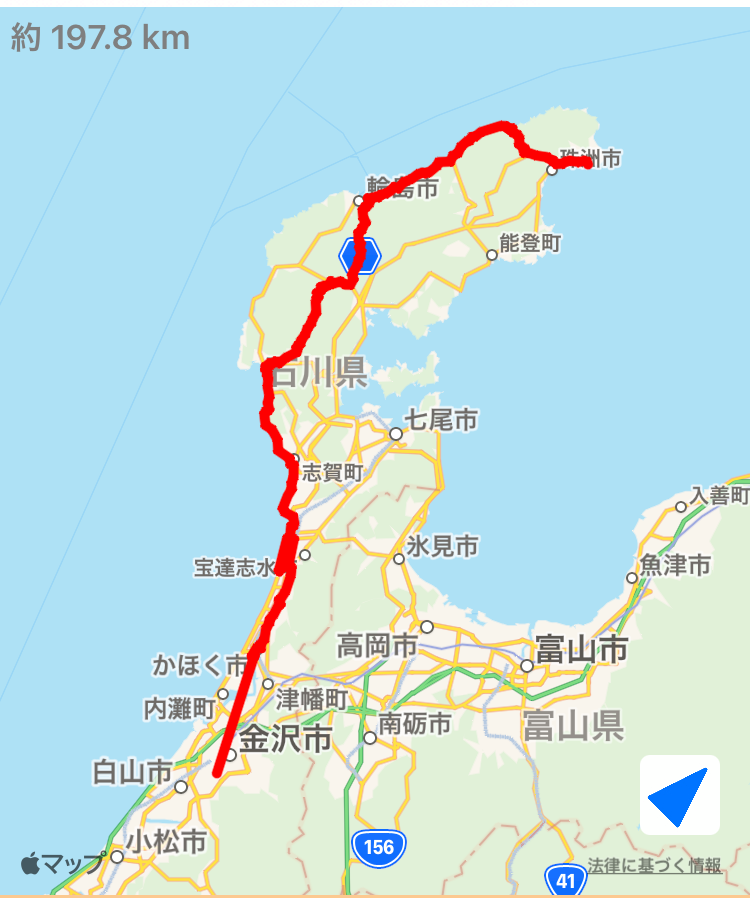 約 197.8 km
珠洲市
輪島市
能登町
石川県
七尾市
志賀町
入善町
氷見市
宝達志水
魚津市
高岡市
富山市
かほく市
津幡町
内灘町
南砺市
富山県
金沢市
白山市
小松市
156
マップ
法律に基づく情報
41